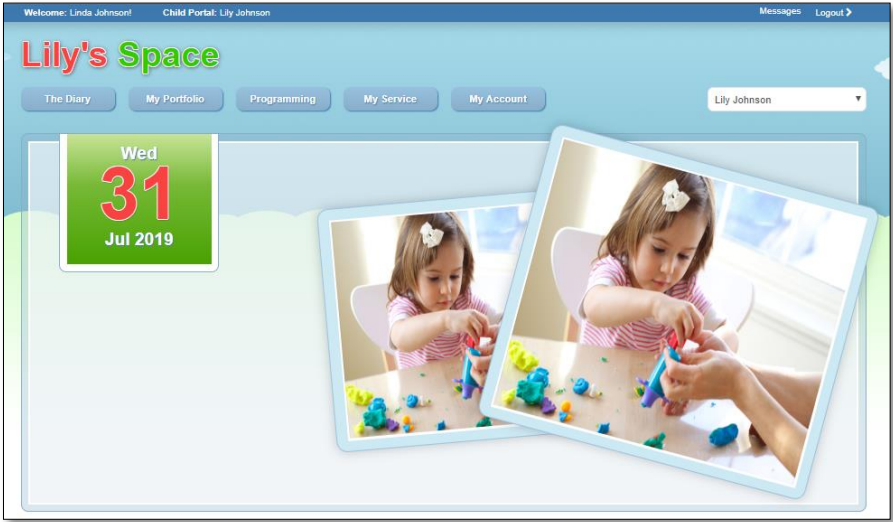 Welcome: Linda Johnson! Child Portal: Lily Johnson Messages Logout
Lily's Space
The Diary My Portfolio Programming My Service My Account Lily Johnson
Wed
31
Jul 2019